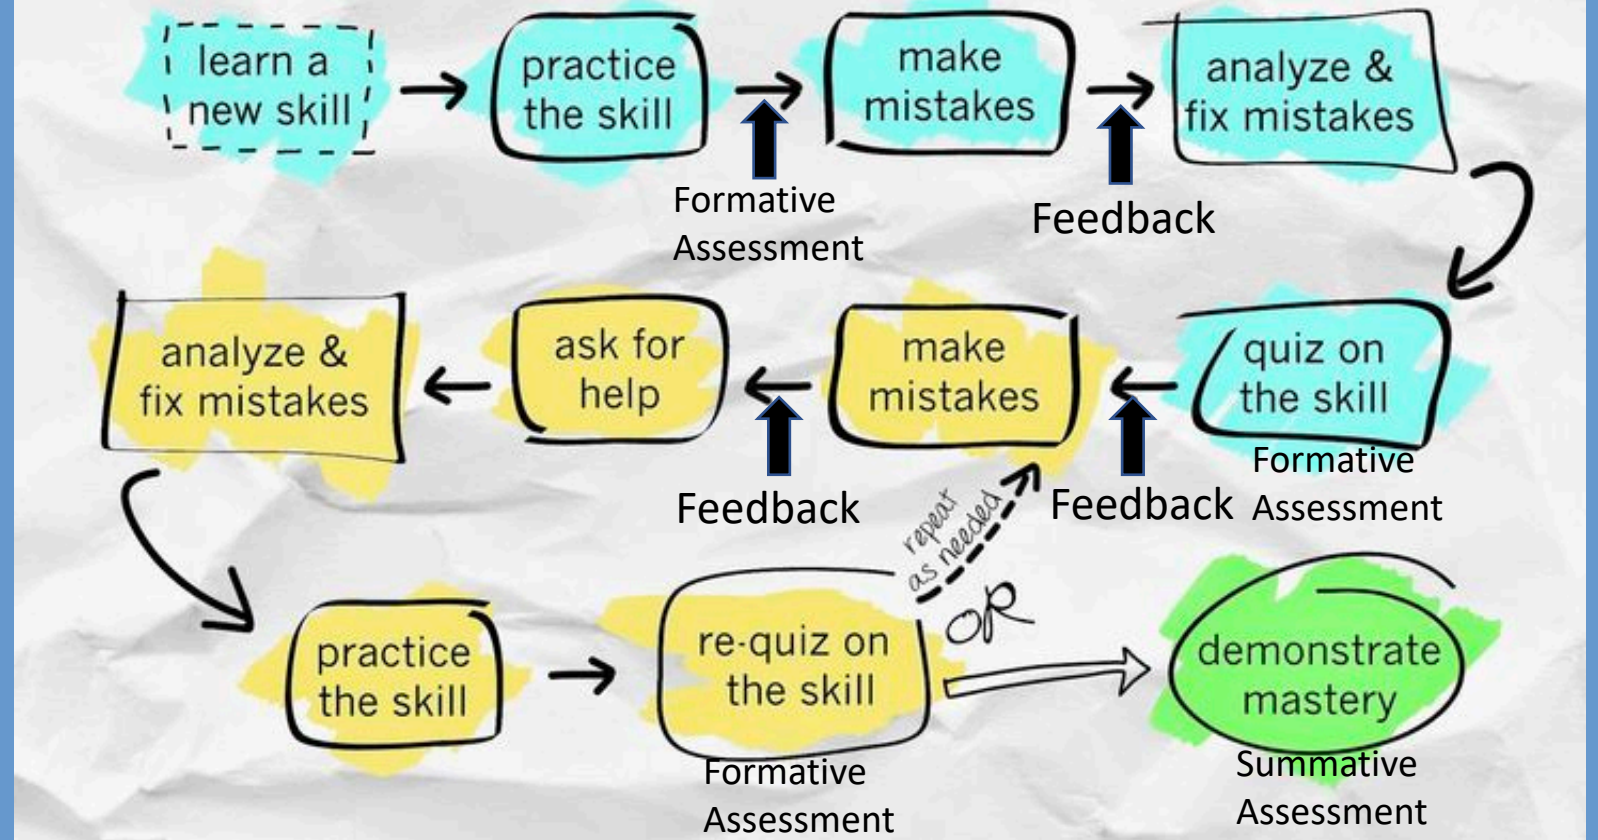 learn a
new skill
practice
the skill
make
mistakes
analyze &
fix mistakes
Formative
Assessment
Feedback
quiz on
the skill
Formative
Assessment
Feedback
make
mistakes
Feedback
ask for
help
analyze &
fix mistakes
practice
the skill
re-quiz on
the skill
Formative
Assessment
repeat
as needed
OR
demonstrate
mastery
Summative
Assessment